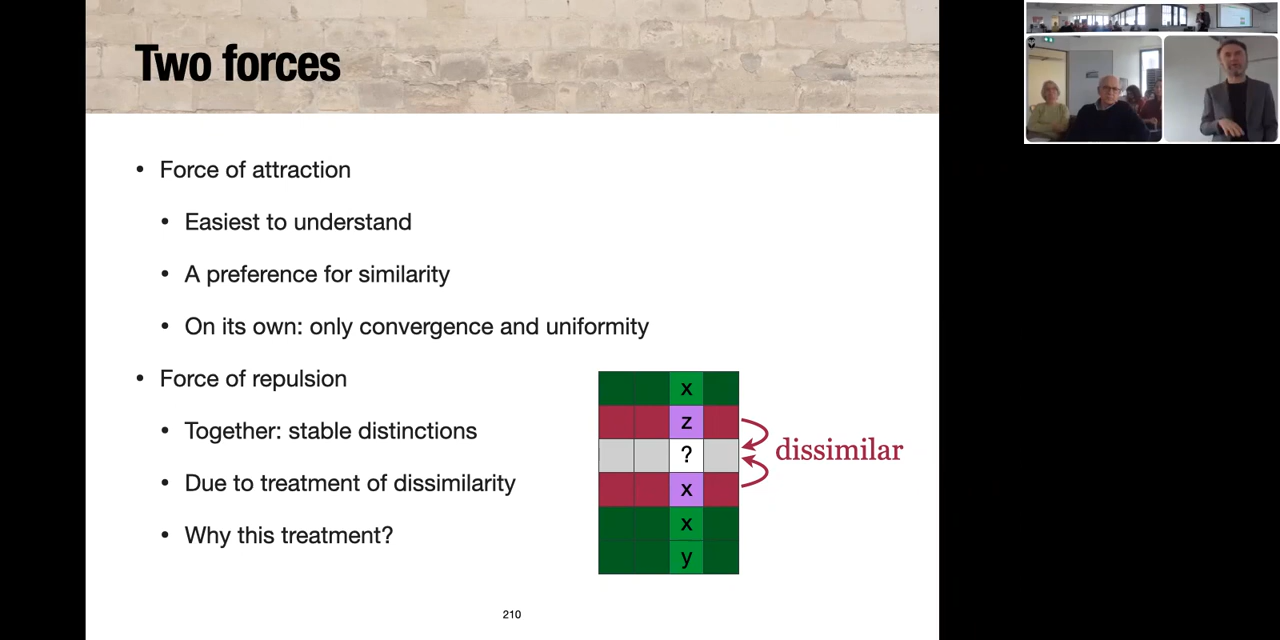 Two forces
• Force of attraction
• Easiest to understand
• A preference for similarity
• On its own: only convergence and uniformity
• Force of repulsion
• Together: stable distinctions
• Due to treatment of dissimilarity
• Why this treatment?
x
z
?
x
x
y
dissimilar
210